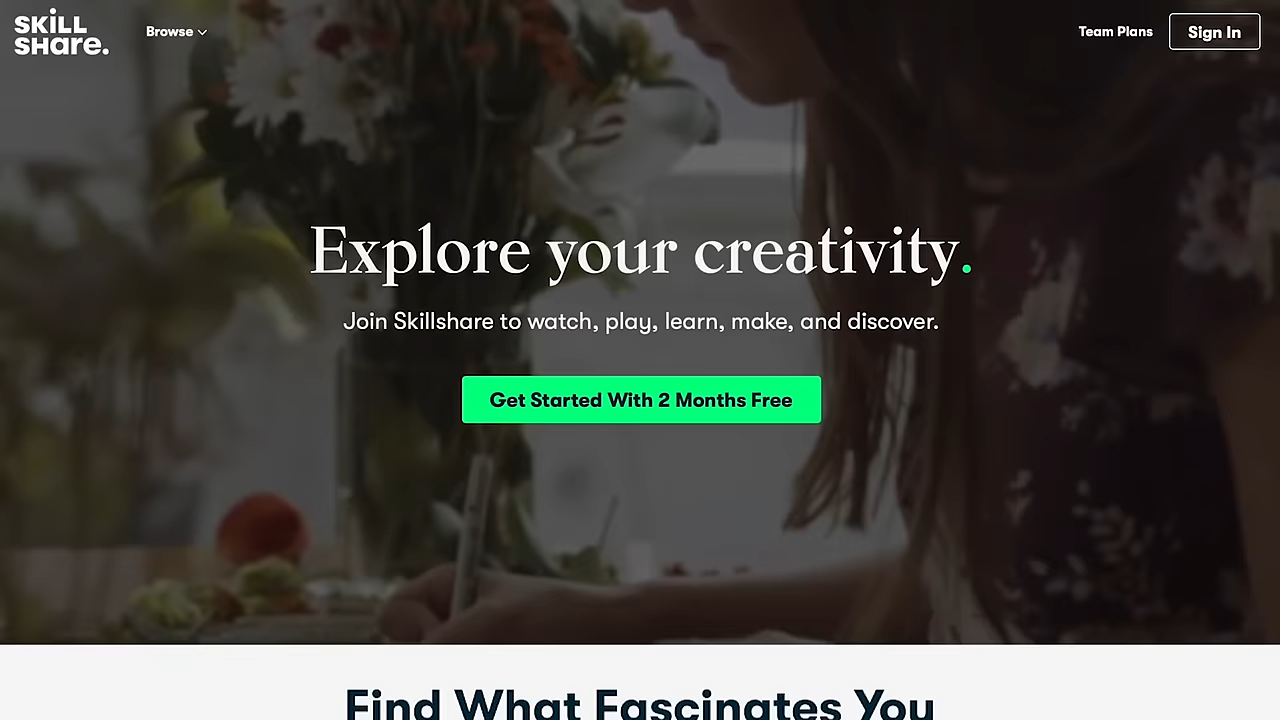 SKiLL
SHare.
Browse
Team Plans
Sign In
Explore your creativity.
Join Skillshare to watch, play, learn, make, and discover.
Get Started With 2 Months Free
Find What Fascinates You